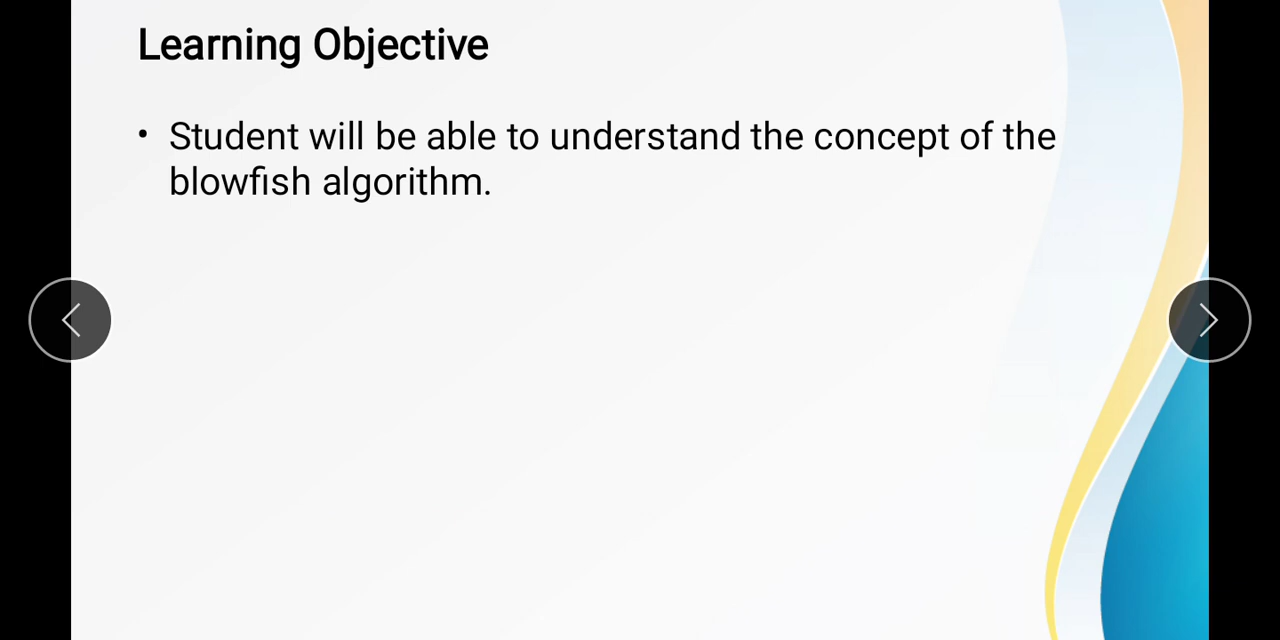 Learning Objective
• Student will be able to understand the concept of the
blowfish algorithm.